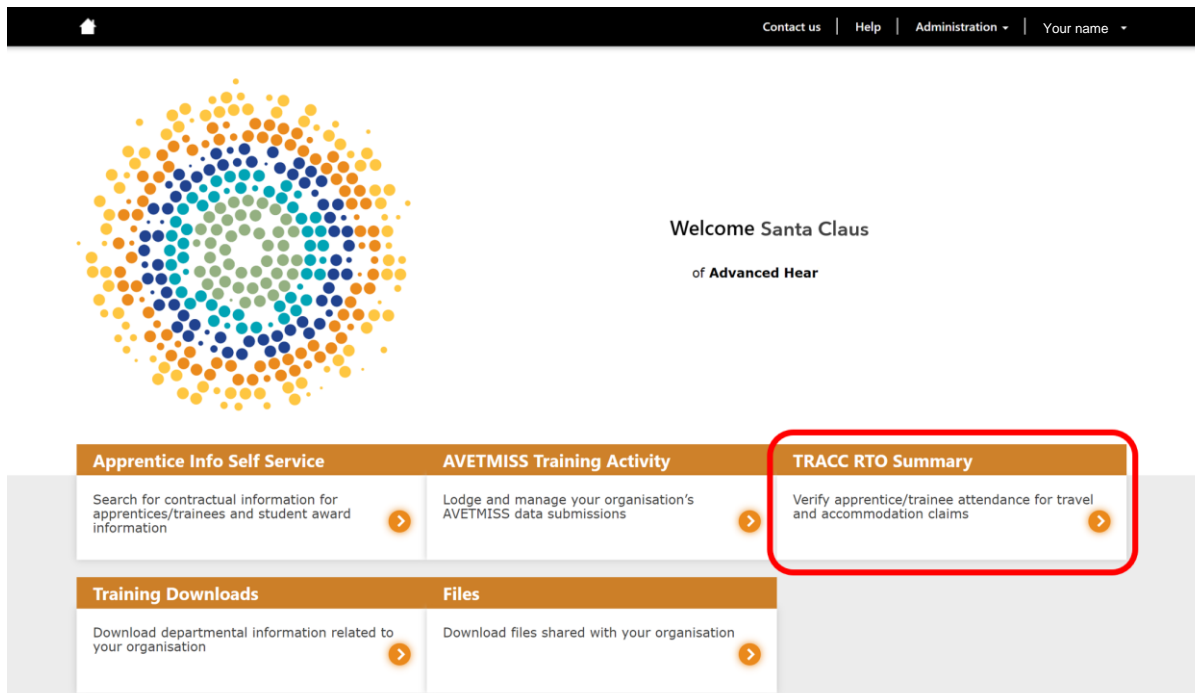 Contact us Help Administration Your name
Welcome Santa Claus
of Advanced Hear
Apprentice Info Self Service
Search for contractual information for
apprentices/trainees and student award
information
AVETMISS Training Activity
Lodge and manage your organisation's
AVETMISS data submissions
TRACC RTO Summary
Verify apprentice/trainee attendance for travel
and accommodation claims
Training Downloads
Download departmental information related to
your organisation
Files
Download files shared with your organisation